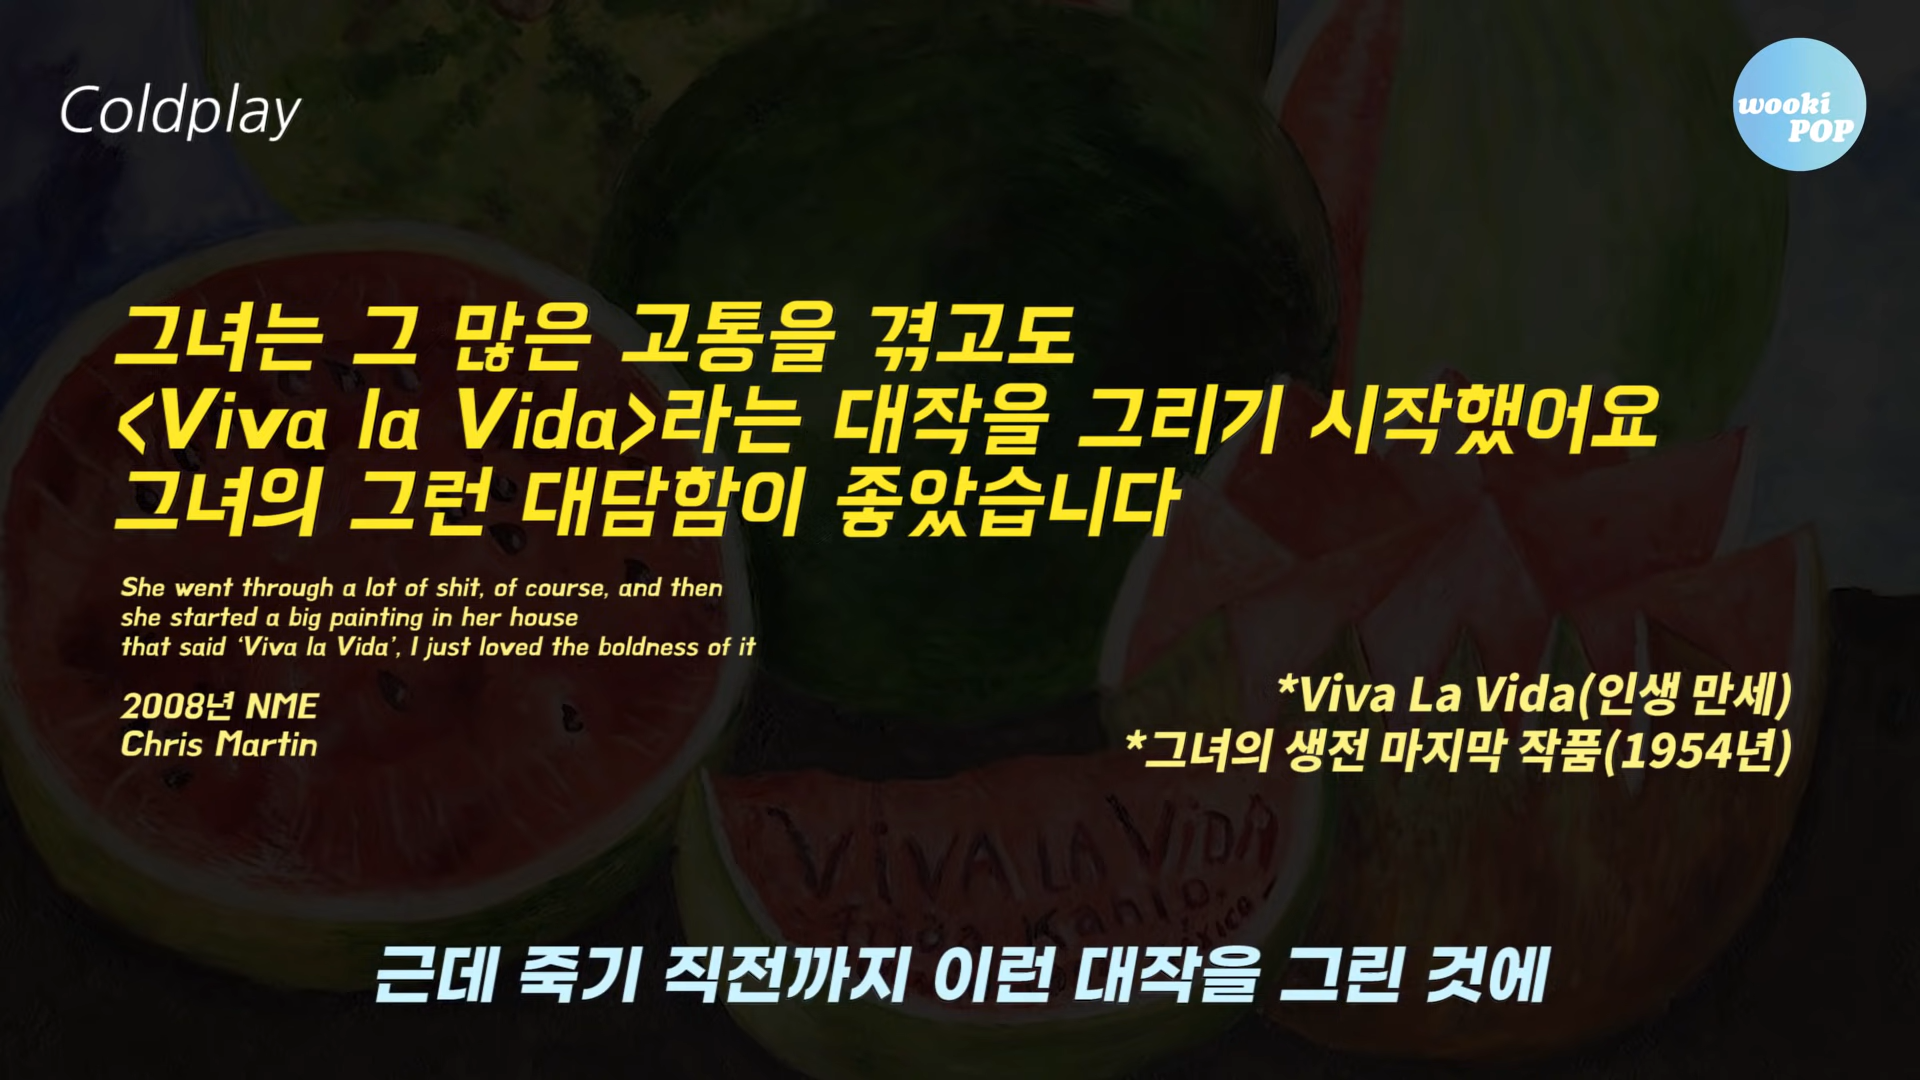 Coldplay
wooki
POP
그녀는 그 많은 고통을 겪고도
<Viva la Vida>라는 대작을 그리기 시작했어요
그녀의 그런 대담함이 좋았습니다
She went through a lot of shit, of course, and then
she started a big painting in her house
that said ‘Viva la Vida’, I just loved the boldness of it
2008년 NME
Chris Martin
*Viva La Vida(인생 만세)
*그녀의 생전 마지막 작품(1954년)
VIVA LA VIDA
근데 죽기 직전까지 이런 대작을 그린 것에